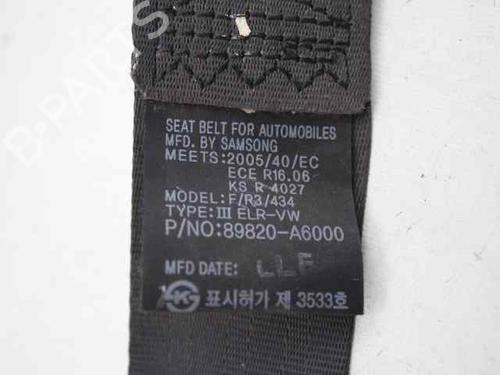 SEAT BELT FOR AUTOMOBILES
MFD. BY SAMSONG
MEETS:2005/40/EC
ECE R16.06
KS R 4027
MODEL:F/R3/434
TYPE:III ELR-VW
P/NO:89820-A6000
MFD DATE: LLF
표시허가 제 3533호
B-PARTS